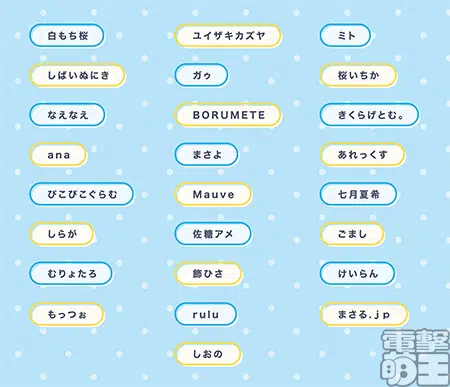 白もち桜
ユイザキカズヤ
ミト
しばいぬにき
ガゥ
桜いちか
なえなえ
BORUMETE
きくらげとむ。
ana
まさよ
あれっくす
ぴこぴこぐらむ
Mauve
七月夏希
しらが
佐糖アメ
ごまし
むりょたろ
飾ひさ
けいらん
もっつぉ
rulu
まさる.jp
しおの
電撃
萌王